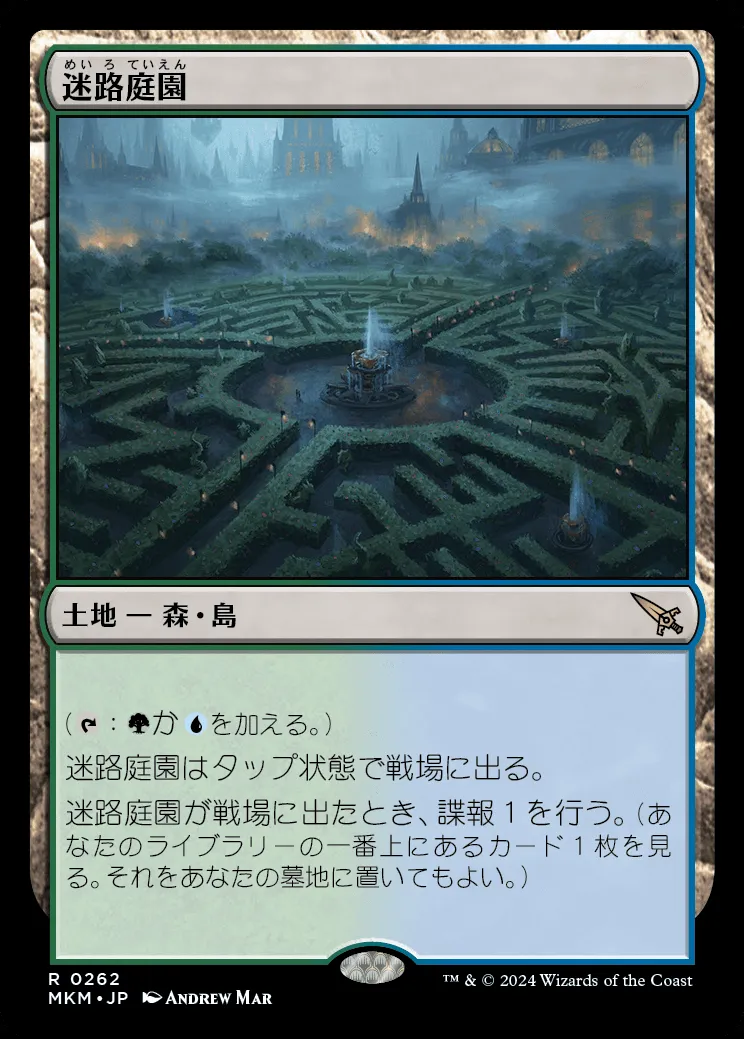 めいろていえん
迷路庭園
土地 — 森・島
(：か を加える。)
迷路庭園はタップ状態で戦場に出る。
迷路庭園が戦場に出たとき、諜報１を行う。(あ
なたのライブラリーの一番上にあるカード１枚を見
る。それをあなたの墓地に置いてもよい。)
R 0262
MKM・JP ANDREW MAR
™ & © 2024 Wizards of the Coast